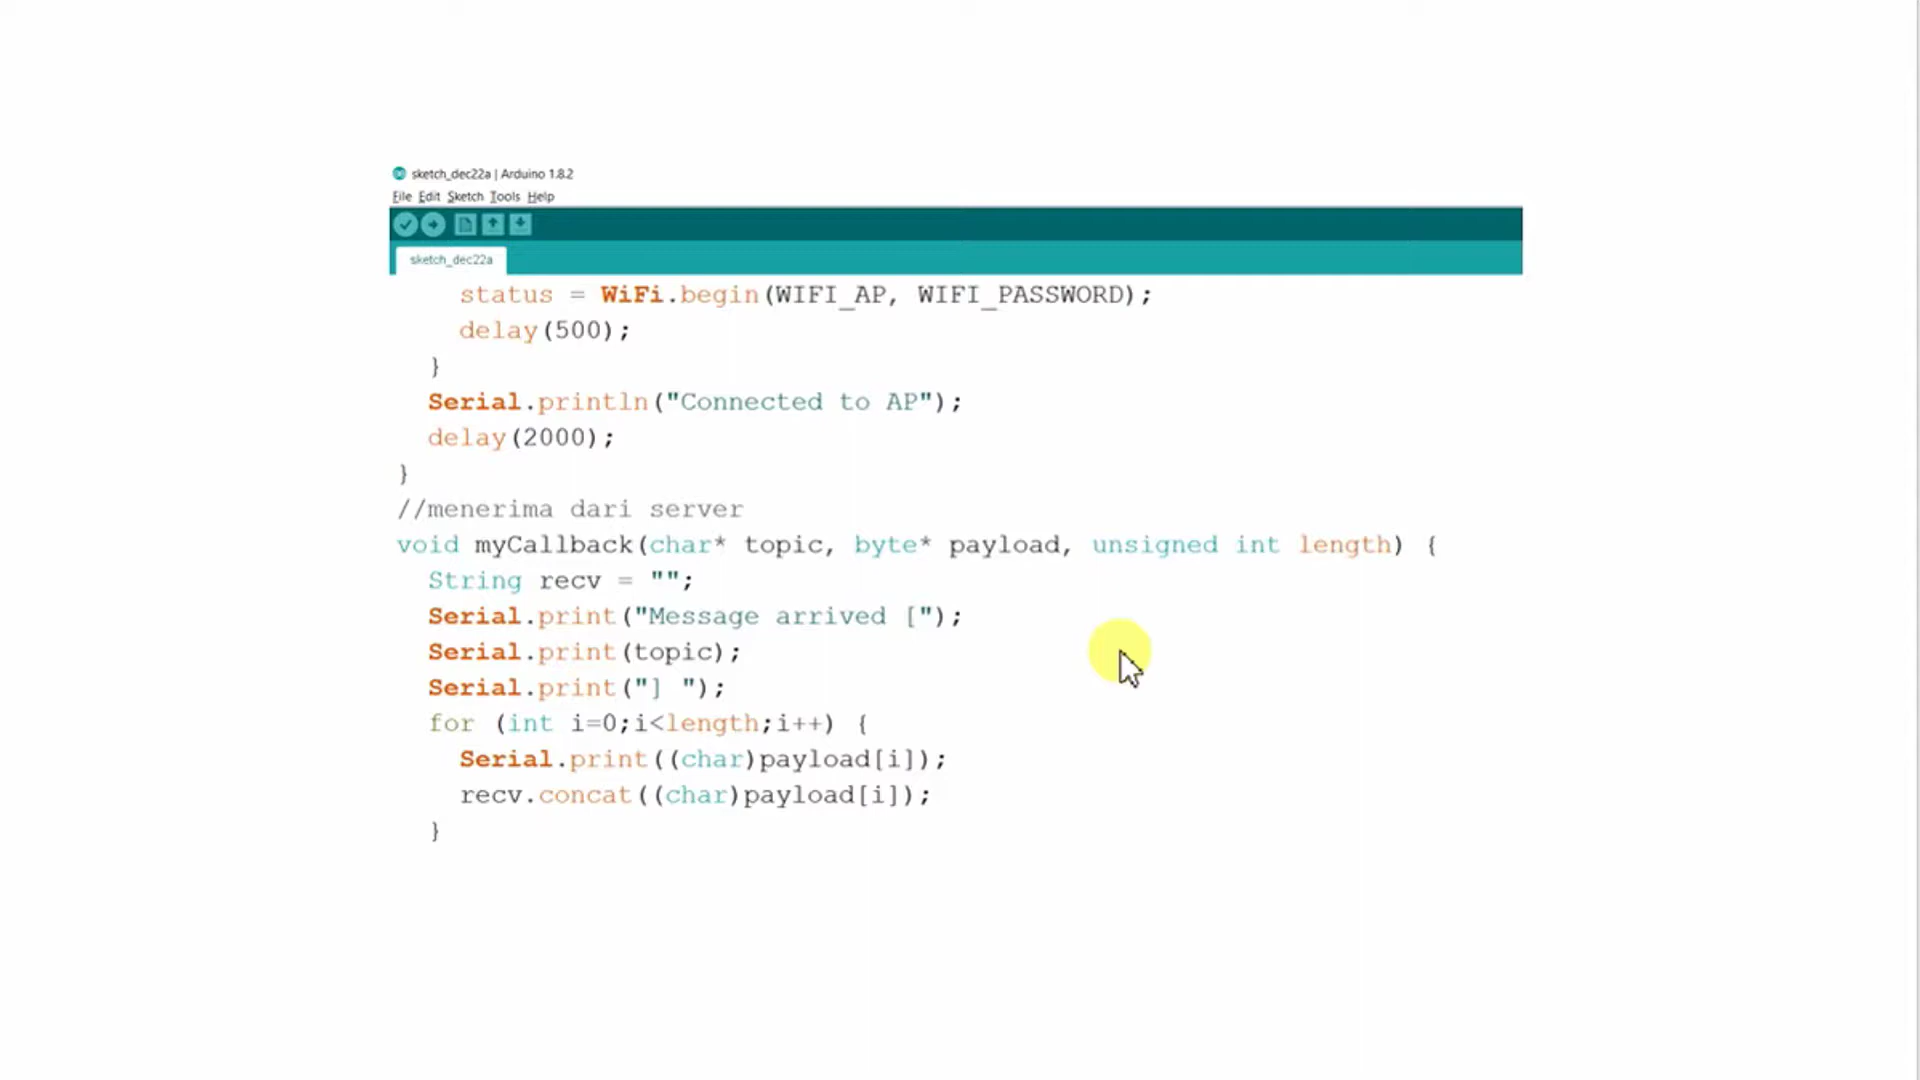 sketch_dec22a | Arduino 1.8.2
File Edit Sketch Tools Help
sketch_dec22a
status = WiFi.begin(WIFI_AP, WIFI_PASSWORD);
delay(500);
}
Serial.println("Connected to AP");
delay(2000);
}
//menerima dari server
void myCallback(char* topic, byte* payload, unsigned int length) {
String recv = "";
Serial.print("Message arrived [");
Serial.print(topic);
Serial.print("] ");
for (int i=0;i<length;i++) {
Serial.print((char)payload[i]);
recv.concat((char)payload[i]);
}